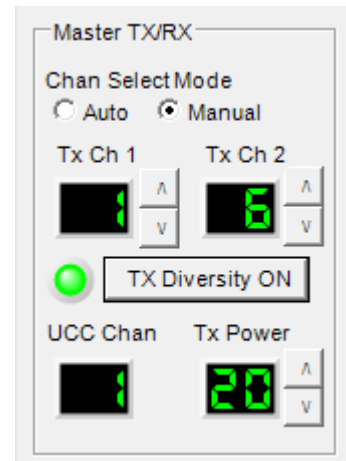 Master TX/RX
Chan Select Mode
Auto Manual
Tx Ch 1 Tx Ch 2
1 6
TX Diversity ON
UCC Chan Tx Power
1 20